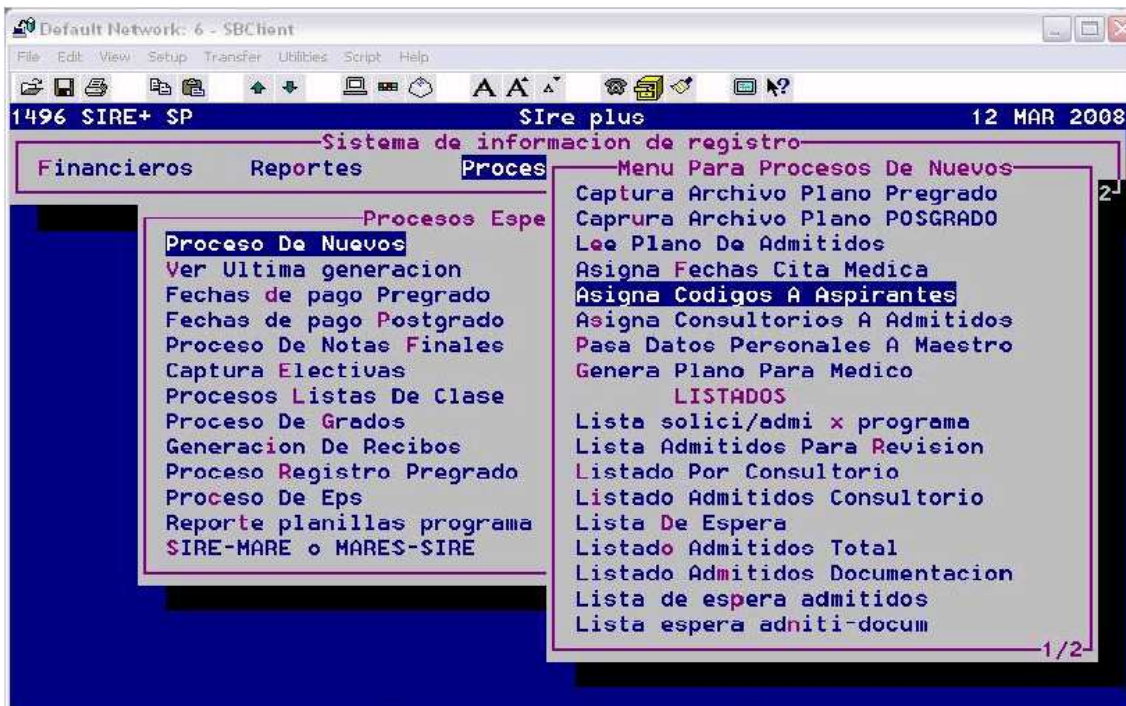 Default Network: 6 - SBClient
File Edit View Setup Transfer Utilities Script Help
1496 SIRE+ SP SIre plus 12 MAR 2008
Sistema de informacion de registro
Financieros Reportes Proces
Menu Para Procesos De Nuevos
Captura Archivo Plano Pregrado
Caprura Archivo Plano POSGRADO
Lee Plano De Admitidos
Asigna Fechas Cita Medica
Asigna Codigos A Aspirantes
Asigna Consultorios A Admitidos
Pasa Datos Personales A Maestro
Genera Plano Para Medico
LISTADOS
Lista solici/admi x programa
Lista Admitidos Para Revision
Listado Por Consultorio
Listado Admitidos Consultorio
Lista De Espera
Listado Admitidos Total
Listado Admitidos Documentacion
Lista de espera admitidos
Lista espera adniti-docum
1/2
2
Procesos Espe
Proceso De Nuevos
Ver Ultima generacion
Fechas de pago Pregrado
Fechas de pago Postgrado
Proceso De Notas Finales
Captura Electivas
Procesos Listas De Clase
Proceso De Grados
Generacion De Recibos
Proceso Registro Pregrado
Proceso De Eps
Reporte planillas programa
SIRE-MARE o MARES-SIRE